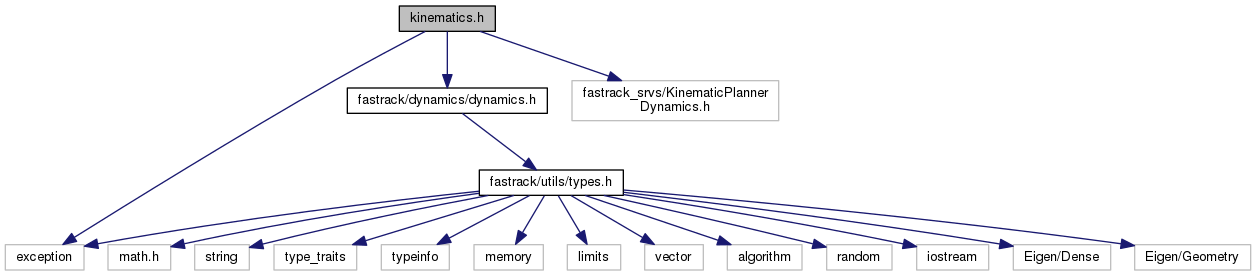 kinematics.h
fastrack/dynamics/dynamics.h
fastrack_srvs/KinematicPlanner
Dynamics.h
fastrack/utils/types.h
exception
math.h
string
type_traits
typeinfo
memory
limits
vector
algorithm
random
iostream
Eigen/Dense
Eigen/Geometry